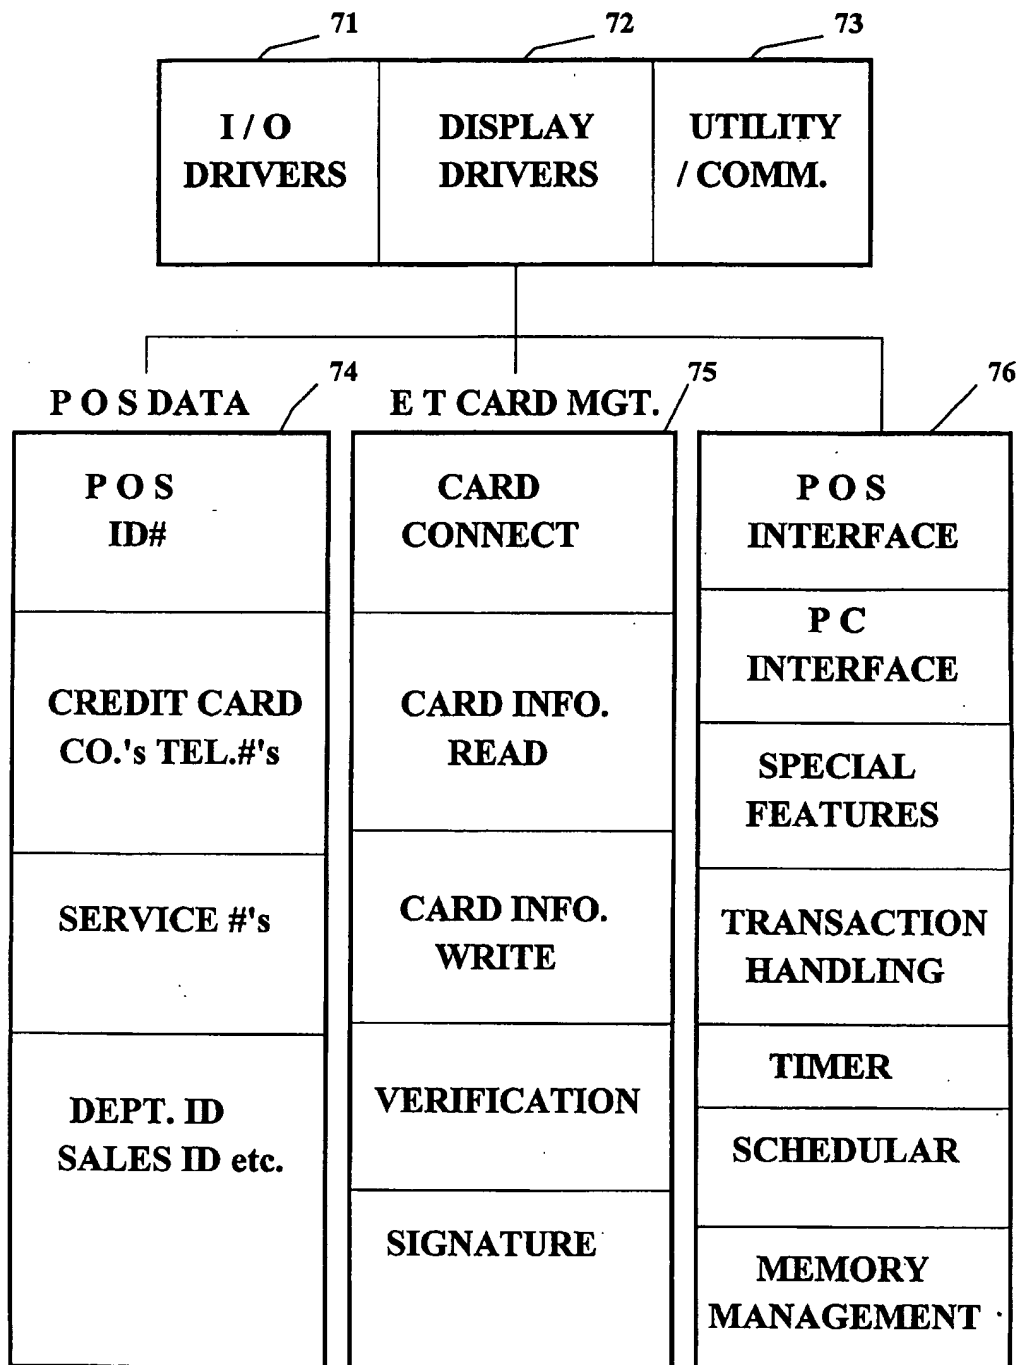 71
72
73
I / O
DRIVERS
DISPLAY
DRIVERS
UTILITY
/ COMM.
74
75
76
P O S DATA
E T CARD MGT.
P O S
ID#
CREDIT CARD
CO.'s TEL.#'s
SERVICE #'s
DEPT. ID
SALES ID etc.
CARD
CONNECT
CARD INFO.
READ
CARD INFO.
WRITE
VERIFICATION
SIGNATURE
P O S
INTERFACE
P C
INTERFACE
SPECIAL
FEATURES
TRANSACTION
HANDLING
TIMER
SCHEDULAR
MEMORY
MANAGEMENT